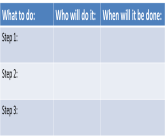 What to do: Who will do it: When will it be done:
Step 1:
Step 2:
Step 3: